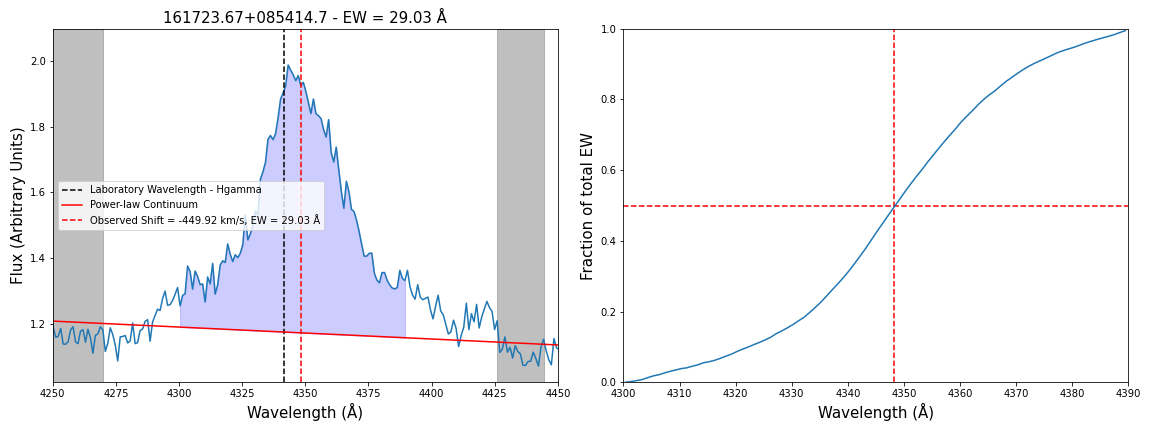 161723.67+085414.7 - EW = 29.03 Å
Flux (Arbitrary Units)
2.0
1.8
1.6
1.4
1.2
Laboratory Wavelength - Hgamma
Power-law Continuum
Observed Shift = -449.92 km/s, EW = 29.03 Å
4250 4275 4300 4325 4350 4375 4400 4425 4450
Wavelength (Å)
Fraction of total EW
1.0
0.8
0.6
0.4
0.2
0.0
4300 4310 4320 4330 4340 4350 4360 4370 4380 4390
Wavelength (Å)